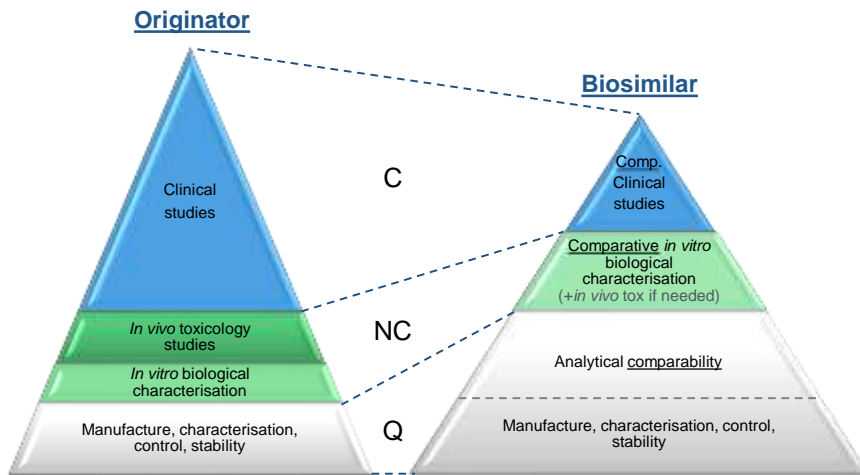 Originator
Clinical
studies
In vivo toxicology
studies
In vitro biological
characterisation
Manufacture, characterisation,
control, stability
C
NC
Q
Biosimilar
Comp.
Clinical
studies
Comparative in vitro
biological
characterisation
(+in vivo tox if needed)
Analytical comparability
Manufacture, characterisation, control,
stability